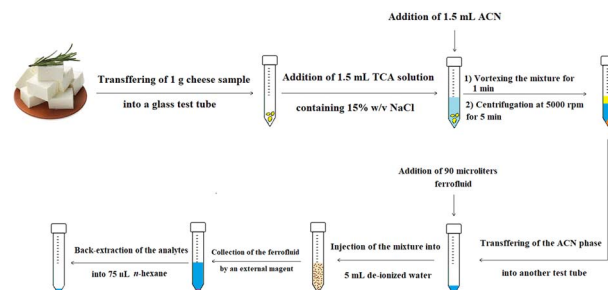 Addition of 1.5 mL ACN
Transffering of 1 g cheese sample
into a glass test tube
Addition of 1.5 mL TCA solution
containing 15% w/v NaCl
1) Vortexing the mixture for
1 min
2) Centrifugation at 5000 rpm
for 5 min
Addition of 90 microliters
ferrofluid
Transffering of the ACN phase
into another test tube
Injection of the mixture into
5 mL de-ionized water
Collection of the ferrofluid
by an external magent
Back-extraction of the analytes
into 75 µL n-hexane